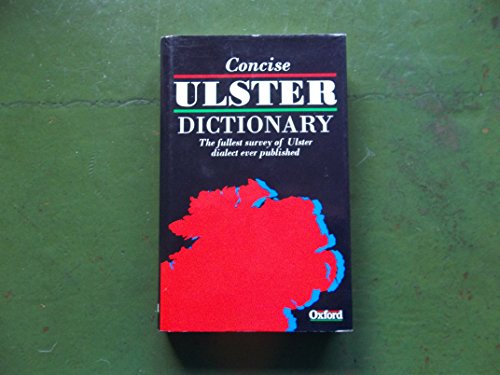 Concise
ULSTER
DICTIONARY
The fullest survey of Ulster
dialect ever published
Oxford